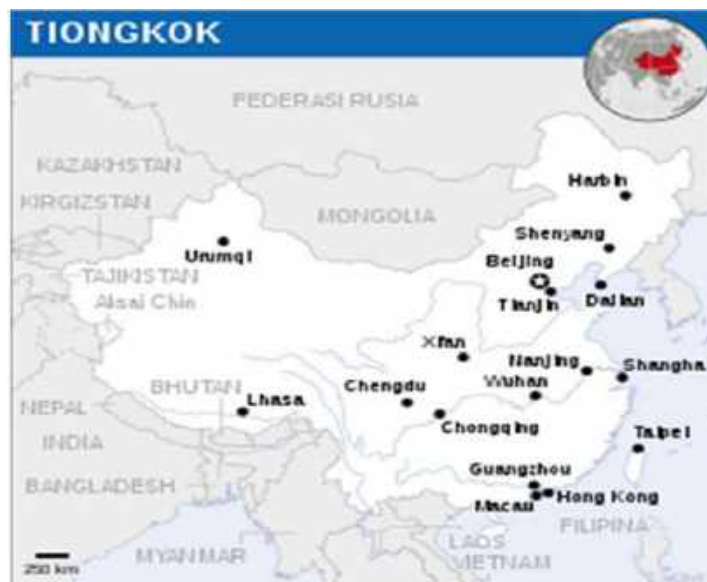 TIONGKOK
FEDERASI RUSIA
KAZAKHSTAN
KIRGIZSTAN
MONGOLIA
Harbin
Shenyang
Urumqi
Beijing
TAJIKISTAN
Aksai Chin
Tianjin
Dalian
Xi'an
Nanjing
Shangha
BHUTAN
Chengdu
Wuhan
NEPAL
Lhasa
Chongqing
Taipei
INDIA
Guangzhou
BANGLADESH
Macau
Hong Kong
FILIPINA
LAOS
MYANMAR
VIETNAM
250 km